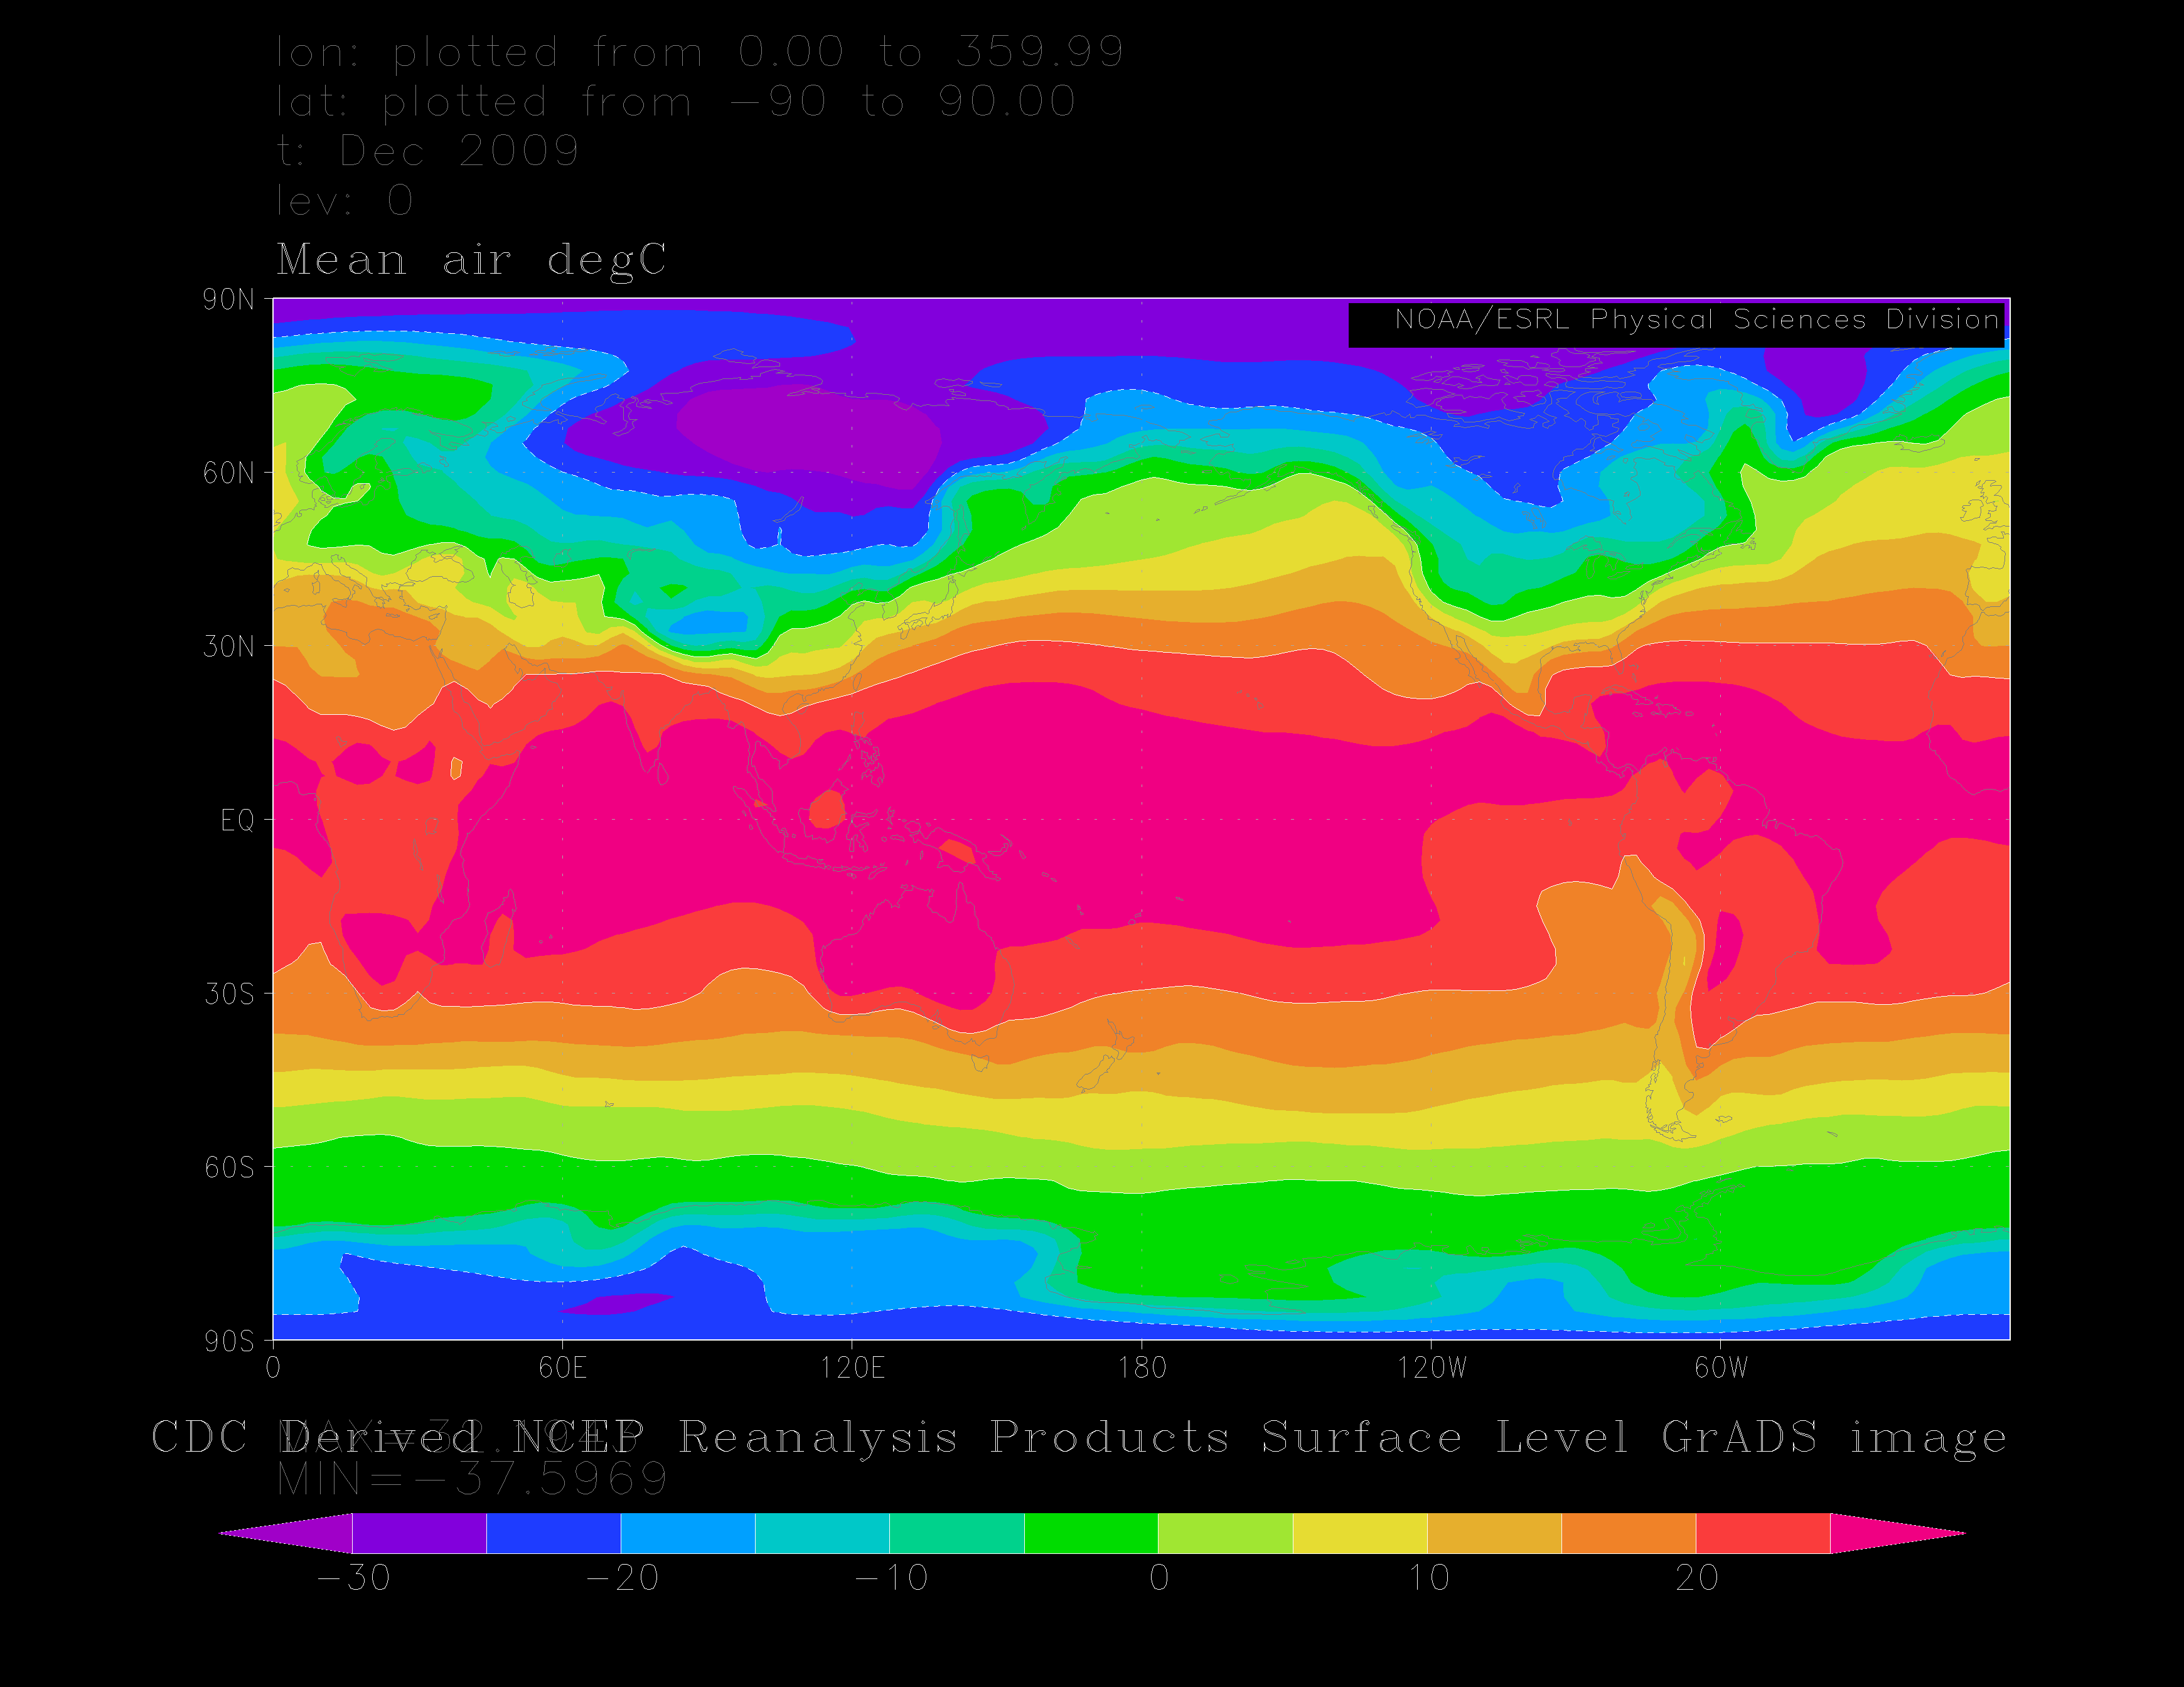 lon: plotted from 0.00 to 359.99
lat: plotted from -90 to 90.00
t: Dec 2009
lev: 0
Mean air degC
NOAA/ESRL Physical Sciences Division
90N
60N
30N
EQ
30S
60S
90S
0 60E 120E 180 120W 60W
CDC Derived NCEP Reanalysis Products Surface Level GrADS image
MIN=-37.5969
-30 -20 -10 0 10 20